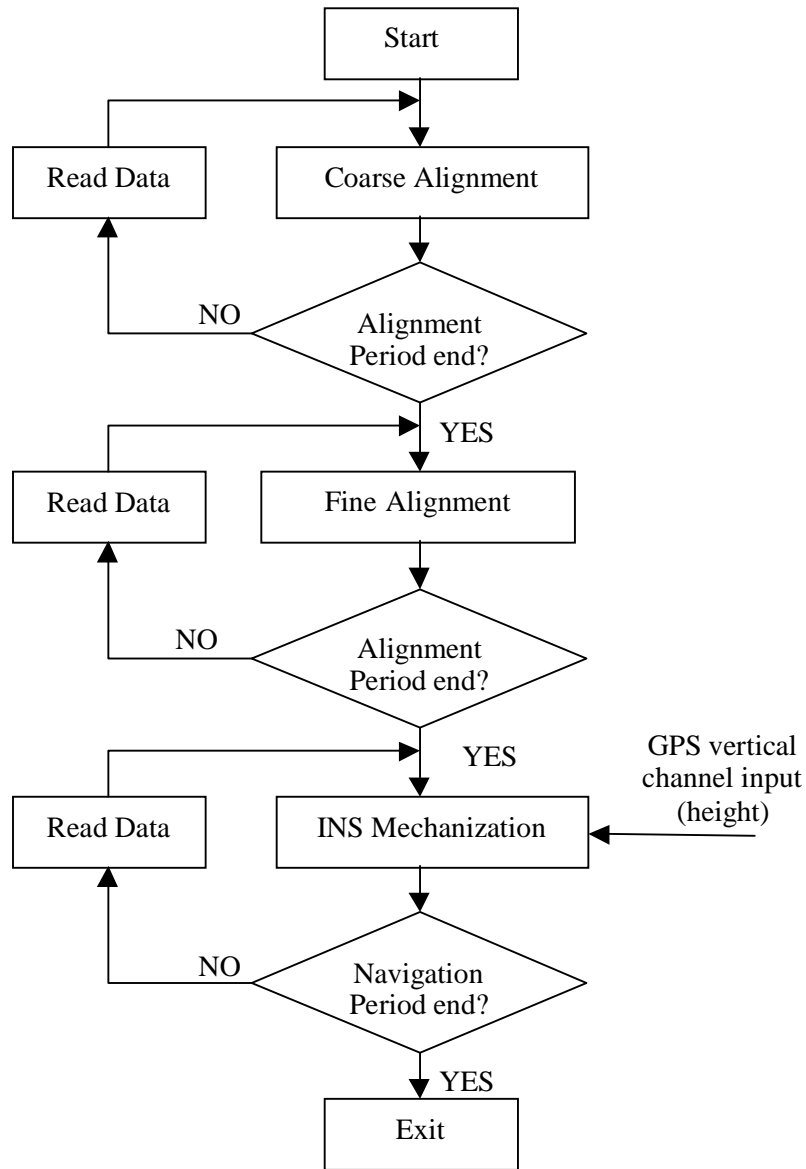 Start
Read Data
Coarse Alignment
NO
Alignment
Period end?
YES
Read Data
Fine Alignment
NO
Alignment
Period end?
YES
GPS vertical
channel input
(height)
Read Data
INS Mechanization
NO
Navigation
Period end?
YES
Exit